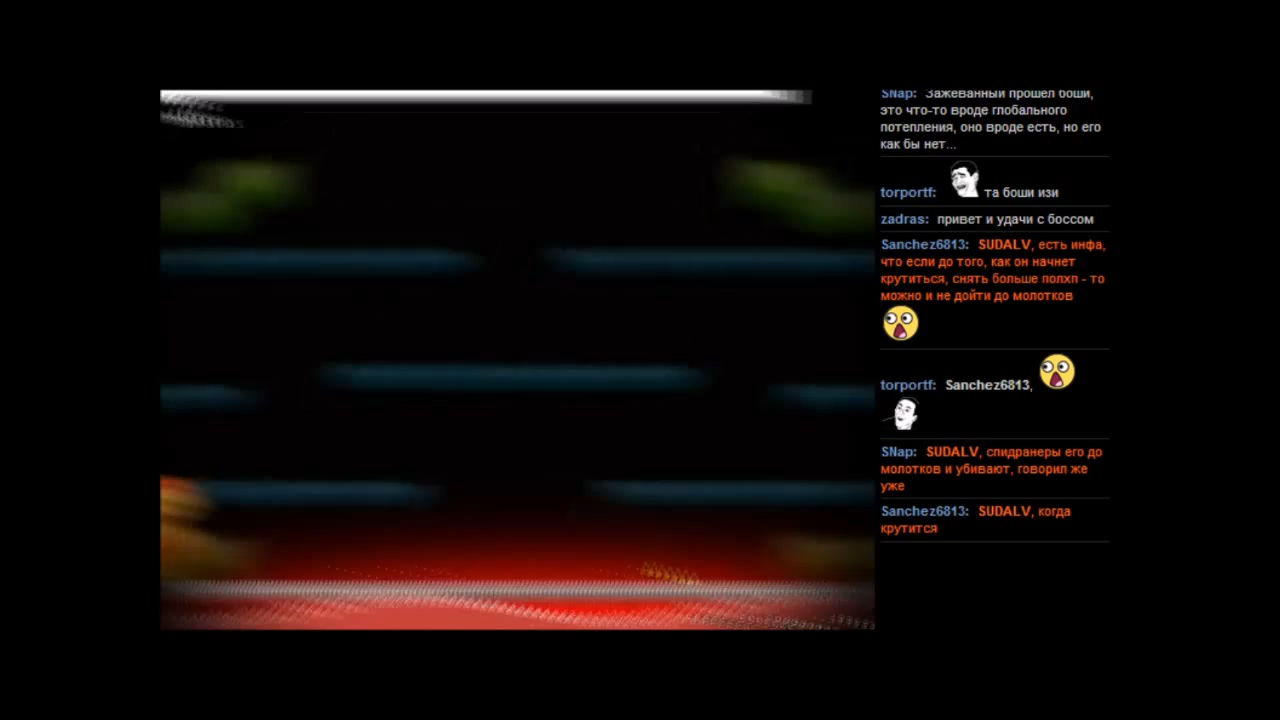 SNap: Зажеванный прошел боши,
это что-то вроде глобального
потепления, оно вроде есть, но его
как бы нет...
torportf: та боши изи
zadras: привет и удачи с боссом
Sanchez6813: SUDALV, есть инфа,
что если до того, как он начнет
крутиться, снять больше полхп - то
можно и не дойти до молотков
torportf: Sanchez6813,
SNap: SUDALV, спидранеры его до
молотков и убивают, говорил же
уже
Sanchez6813: SUDALV, когда
крутится